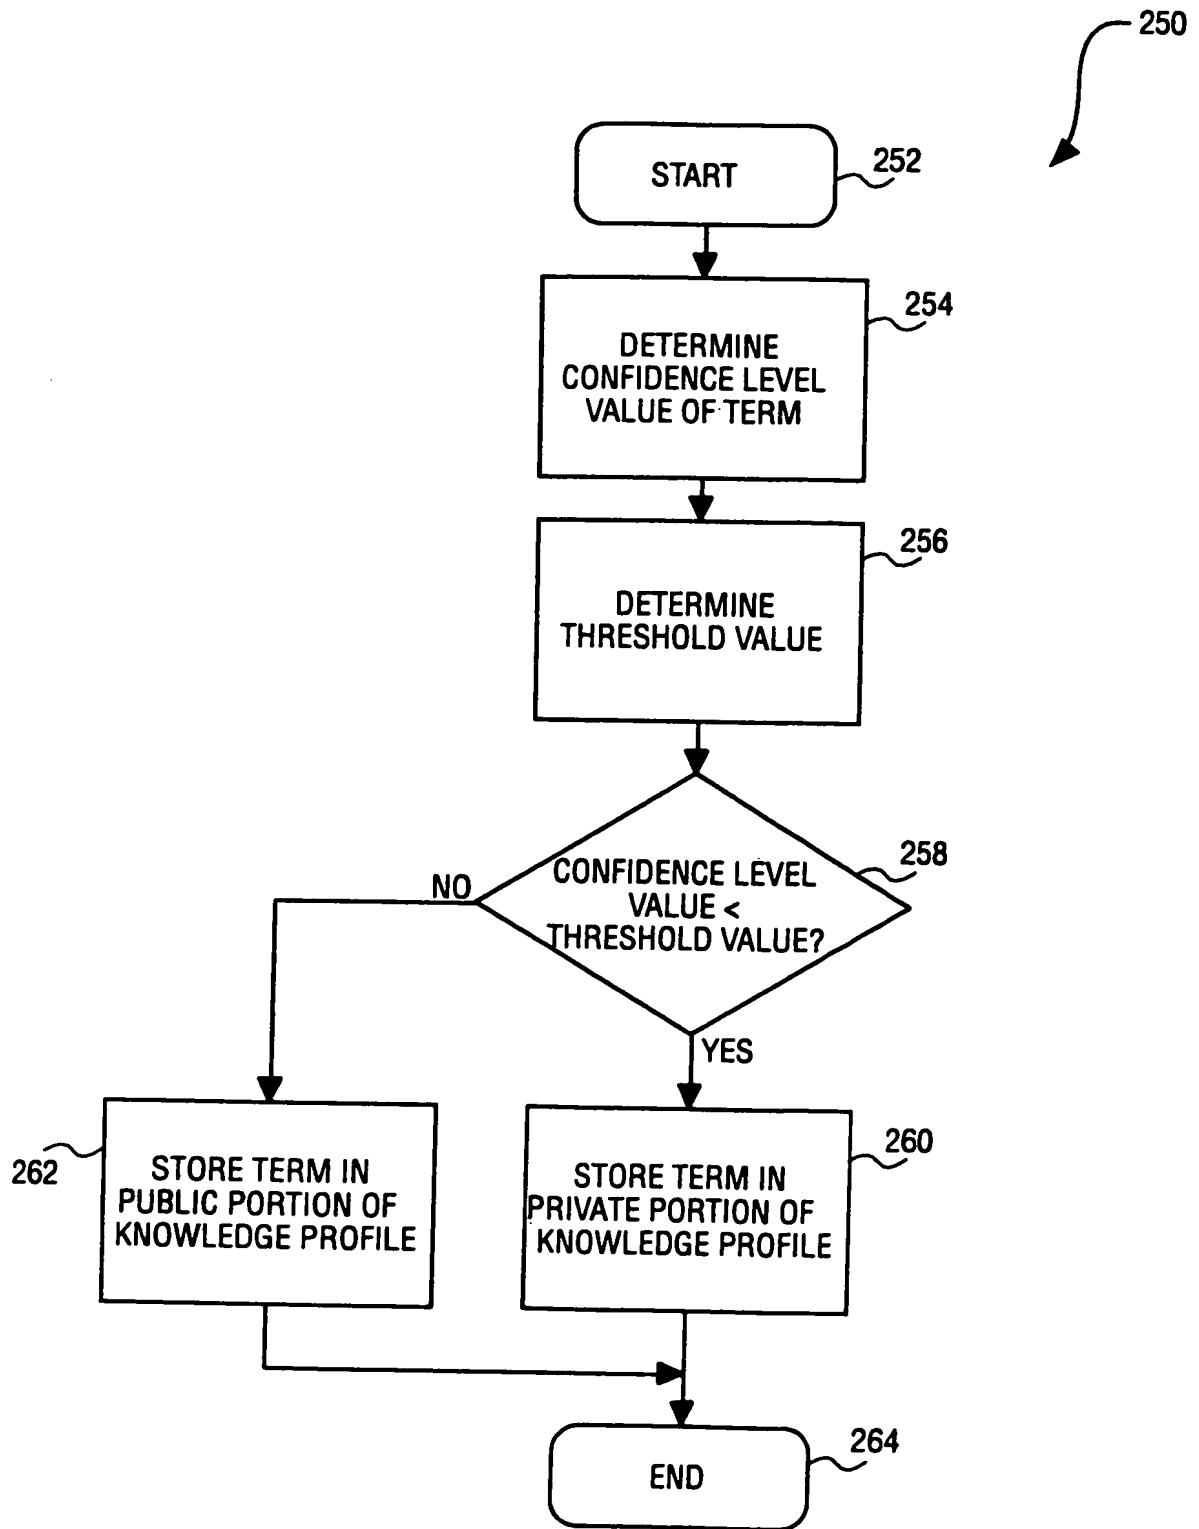 250
START
252
DETERMINE
CONFIDENCE LEVEL
VALUE OF TERM
254
DETERMINE
THRESHOLD VALUE
256
CONFIDENCE LEVEL
VALUE <
THRESHOLD VALUE?
258
NO
YES
STORE TERM IN
PUBLIC PORTION OF
KNOWLEDGE PROFILE
262
STORE TERM IN
PRIVATE PORTION OF
KNOWLEDGE PROFILE
260
END
264